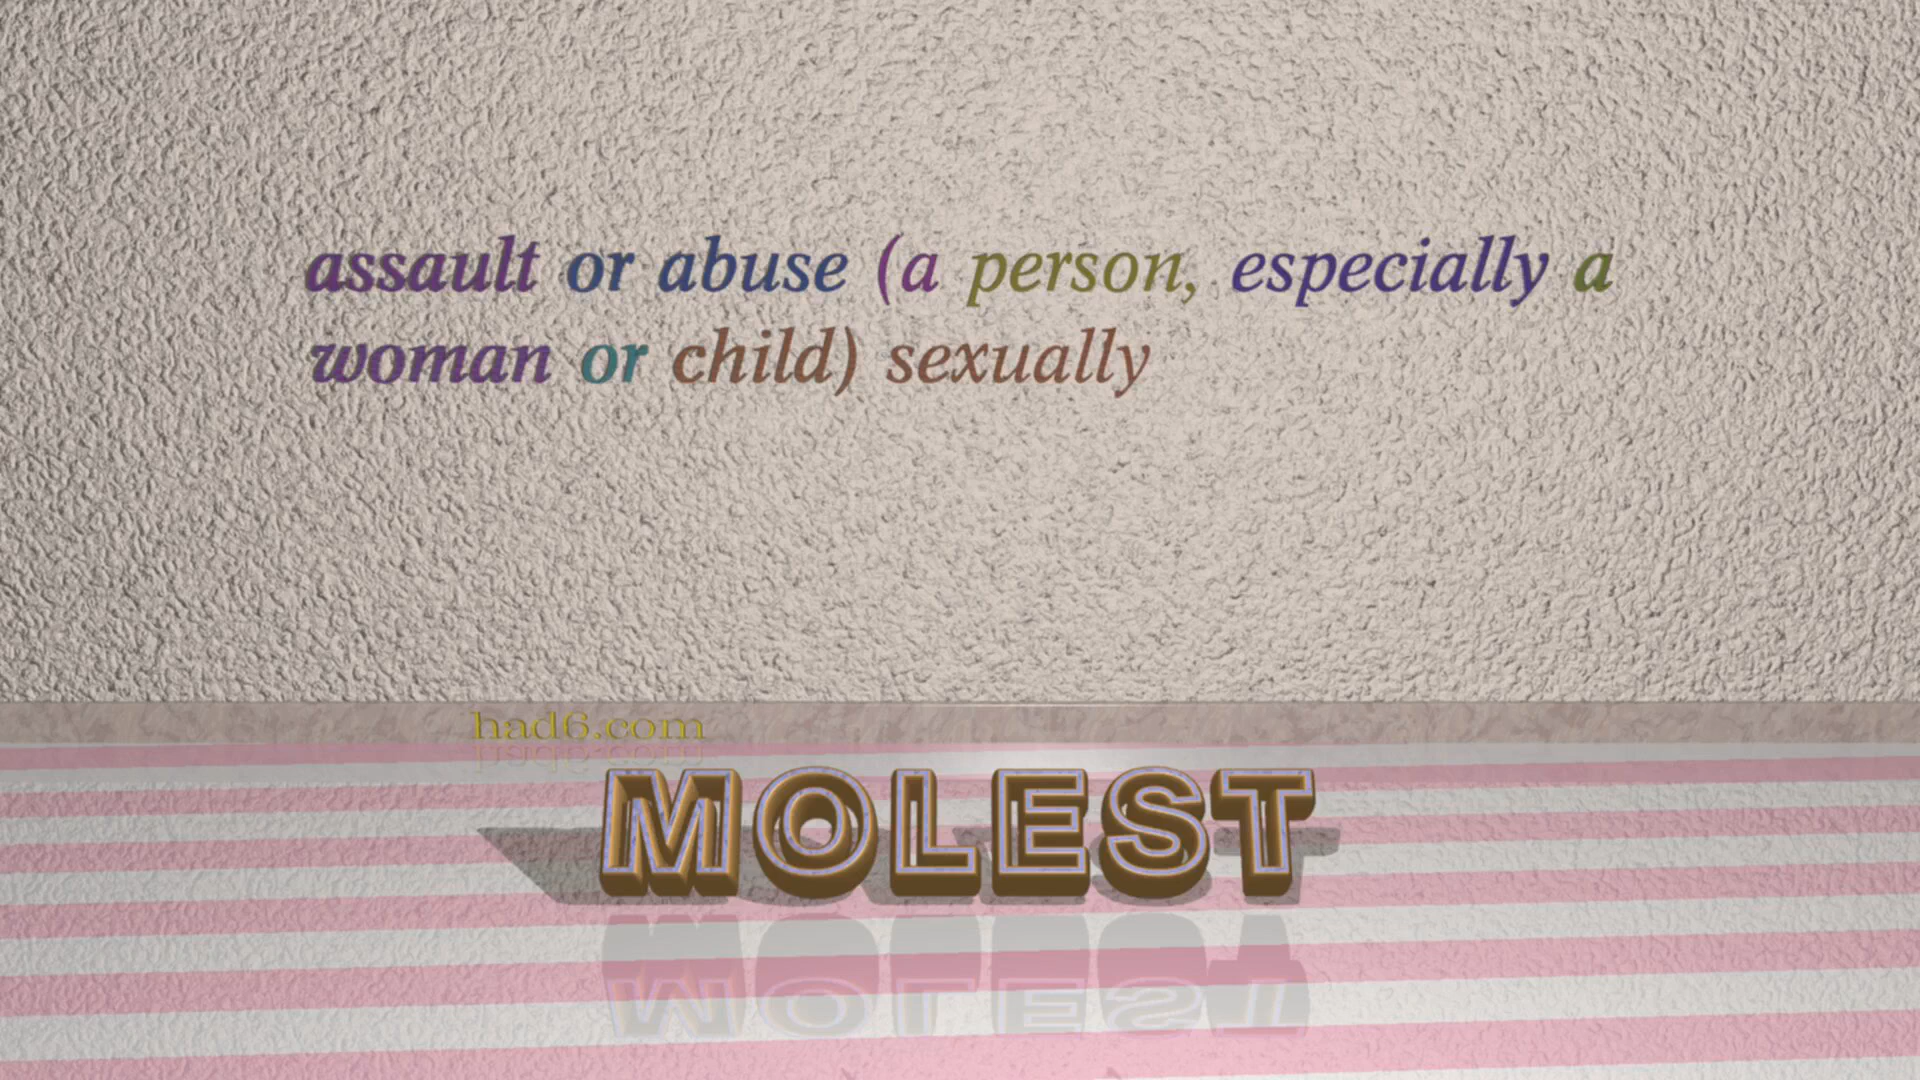 assault or abuse (a person, especially a
woman or child) sexually
had6.com
MOLEST